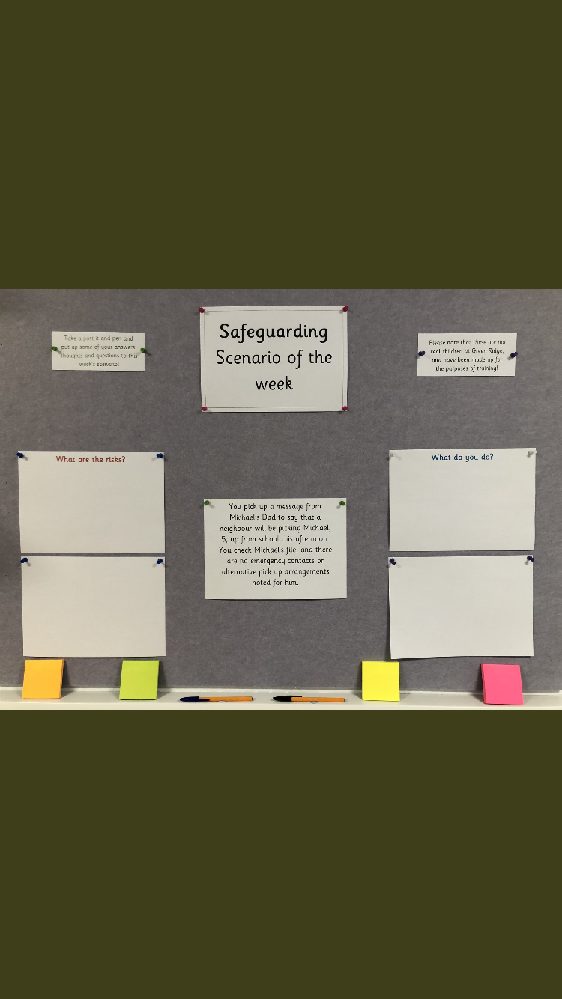 Safeguarding
Scenario of the
week
Take a post it and pen and
put up some of your answers,
thoughts and questions to this
week's scenario!
Please note that these are not
real children at Green Ridge,
and have been made up for
the purposes of training!
What are the risks?
You pick up a message from
Michael's Dad to say that a
neighbour will be picking Michael,
5, up from school this afternoon.
You check Michael's file, and there
are no emergency contacts or
alternative pick up arrangements
noted for him.
What do you do?